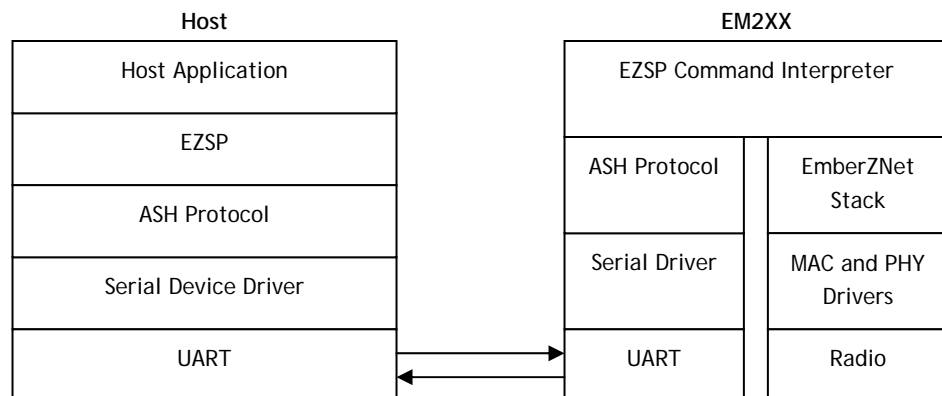 Host
Host Application
EZSP
ASH Protocol
Serial Device Driver
UART
EM2XX
EZSP Command Interpreter
ASH Protocol
Serial Driver
UART
EmberZNet
Stack
MAC and PHY
Drivers
Radio